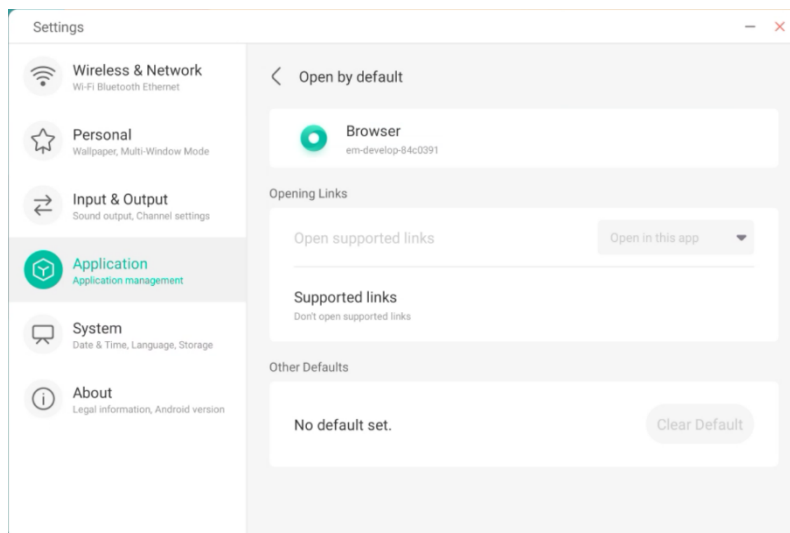 Settings
Wireless & Network
Wi-Fi Bluetooth Ethernet
Personal
Wallpaper, Multi-Window Mode
Input & Output
Sound output, Channel settings
Application
Application management
System
Date & Time, Language, Storage
About
Legal information, Android version
Open by default
Browser
em-develop-84c0391
Opening Links
Open supported links
Open in this app
Supported links
Don't open supported links
Other Defaults
No default set.
Clear Default